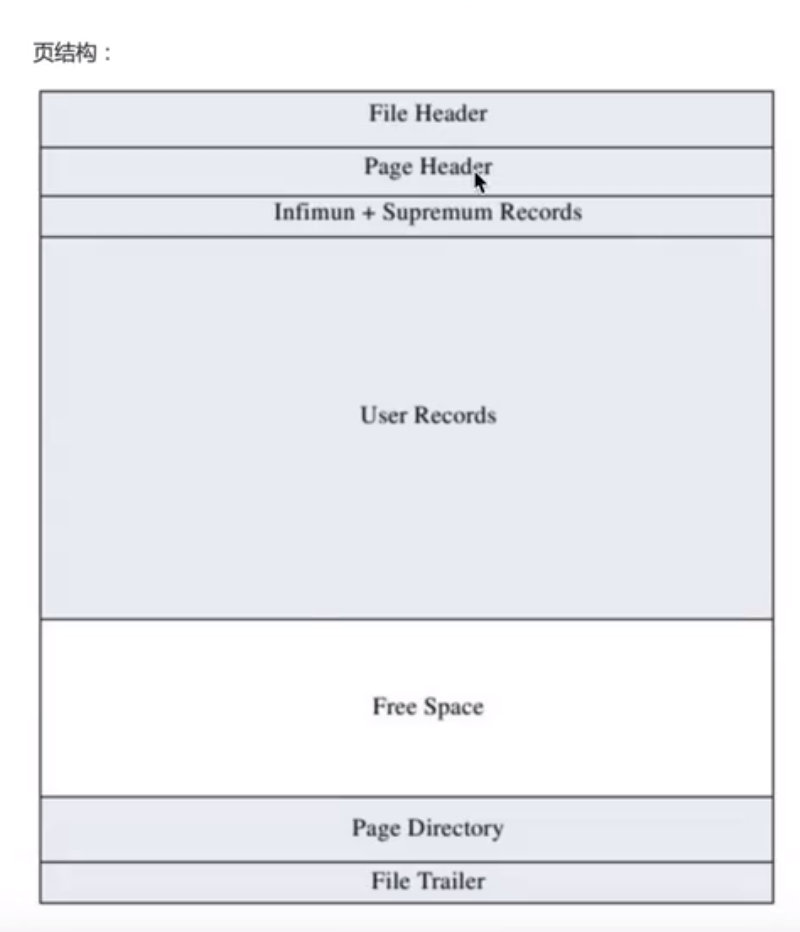 页结构：
File Header
Page Header
Infimun + Supremum Records
User Records
Free Space
Page Directory
File Trailer